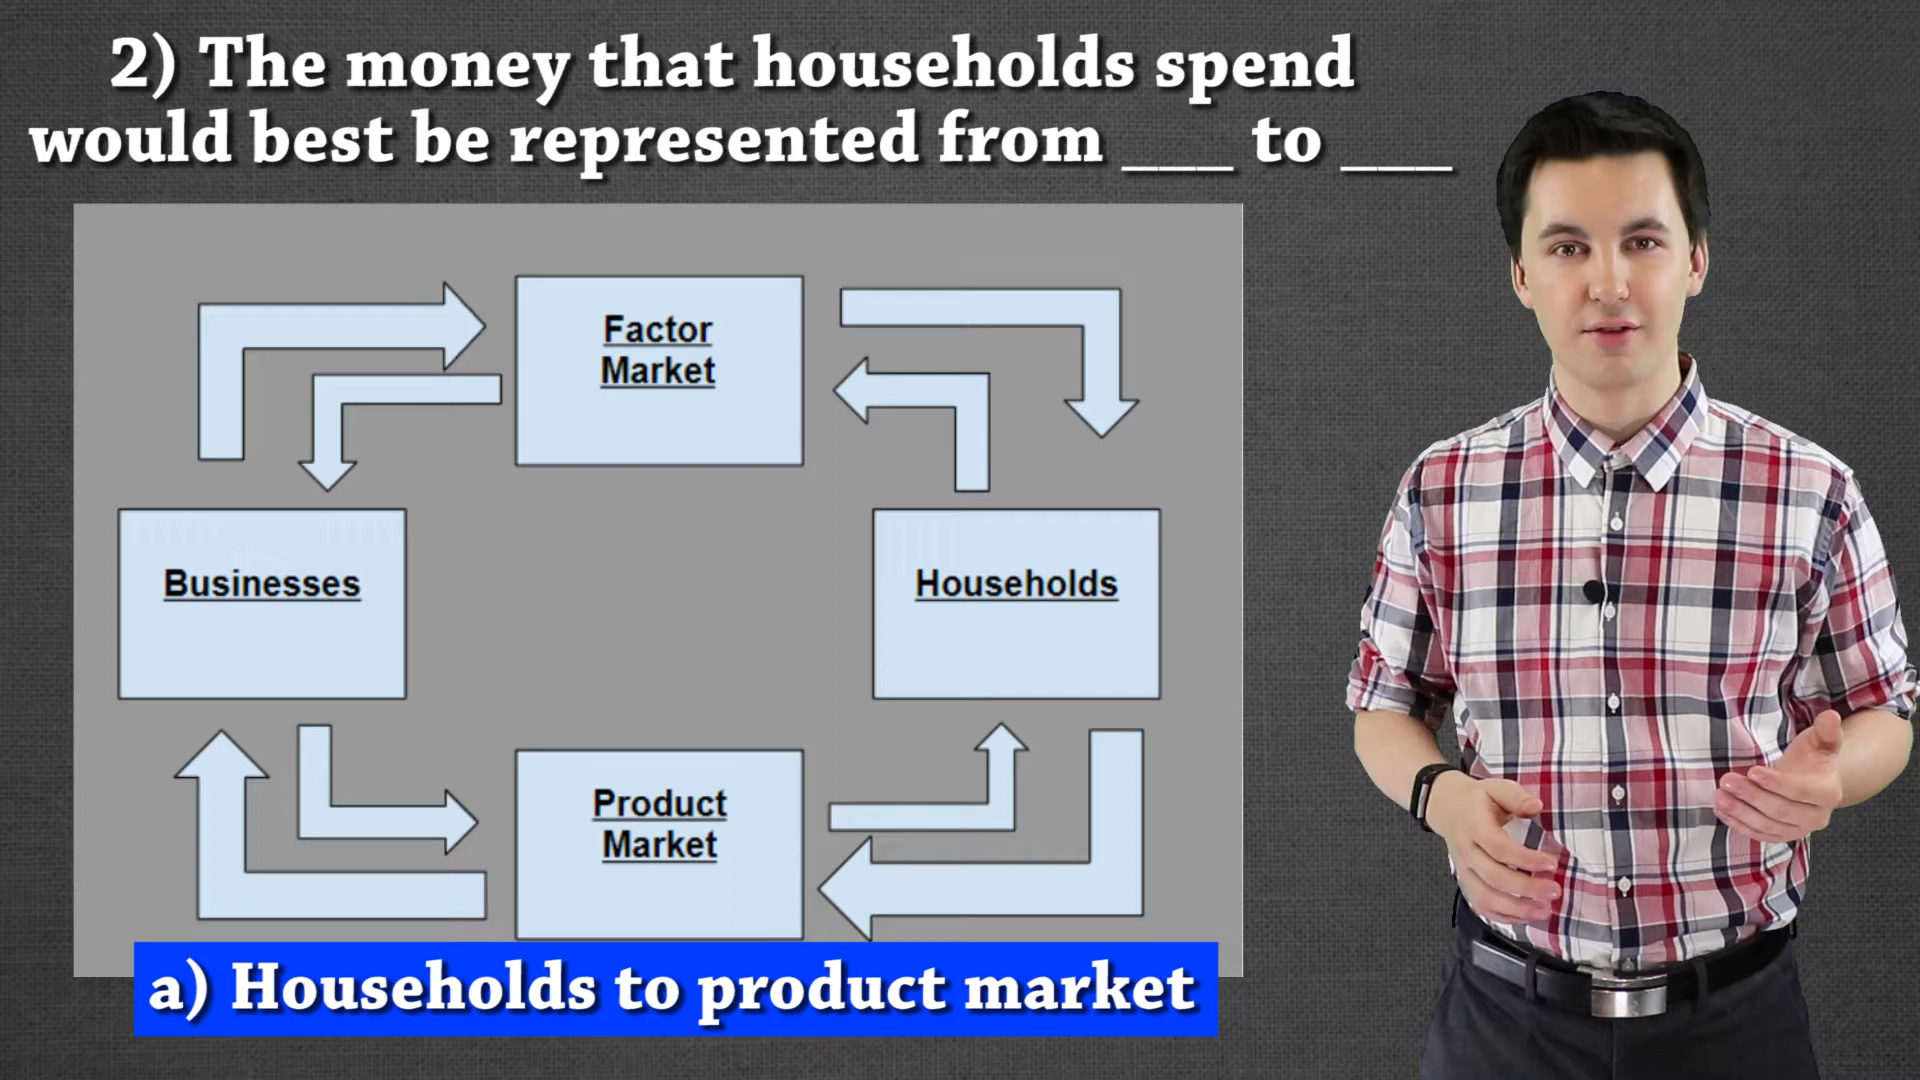 2) The money that households spend
would best be represented from ___ to ___
Factor
Market
Businesses
Households
Product
Market
a) Households to product market